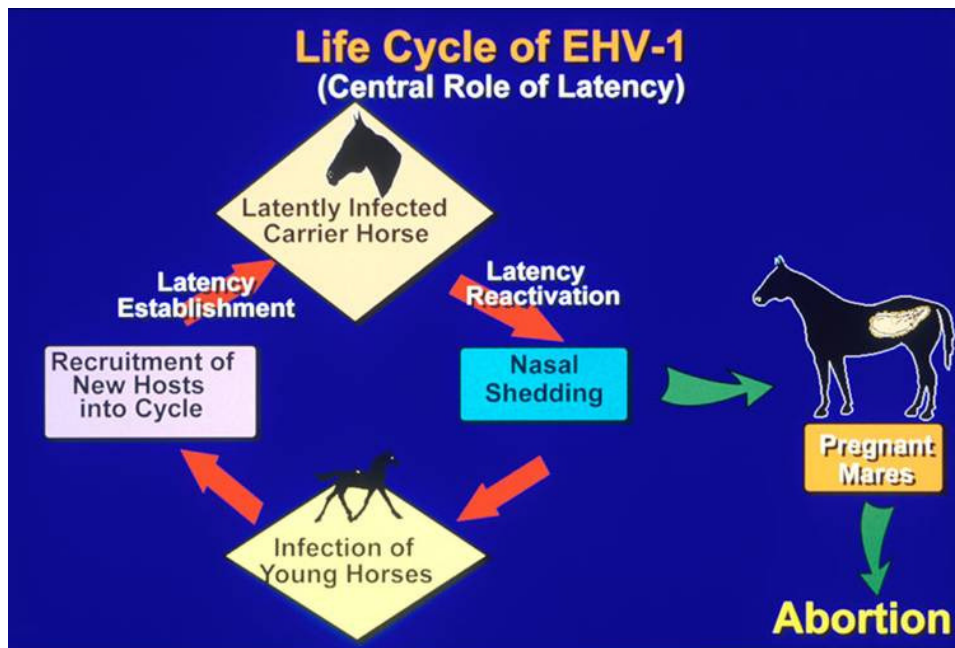 Life Cycle of EHV-1
(Central Role of Latency)
Latently Infected
Carrier Horse
Latency
Establishment
Latency
Reactivation
Recruitment of
New Hosts
into Cycle
Nasal
Shedding
Pregnant
Mares
Infection of
Young Horses
Abortion